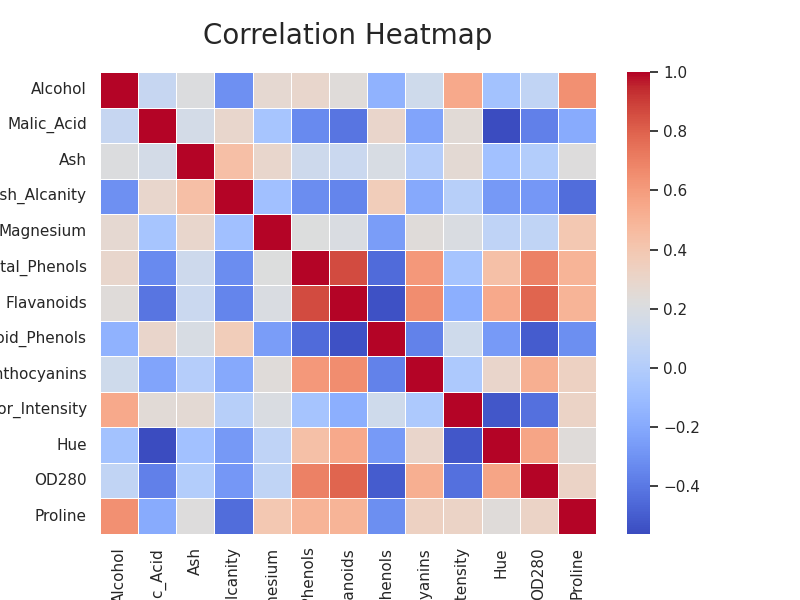 Correlation Heatmap
Alcohol
Malic_Acid
Ash
sh_Alcanity
Magnesium
tal_Phenols
Flavanoids
oid_Phenols
nthocyanins
or_Intensity
Hue
OD280
Proline
Alcohol
c_Acid
Ash
lcanity
nesium
Phenols
anoids
henols
yanins
tensity
Hue
OD280
Proline
1.0
0.8
0.6
0.4
0.2
0.0
−0.2
−0.4